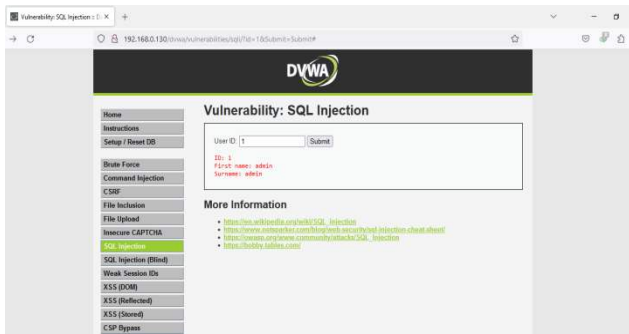 Vulnerability: SQL Injection :: D
192.168.0.130/dvwa/vulnerabilities/sqli/?id=1&Submit=Submit#
DVWA
Home
Instructions
Setup / Reset DB
Brute Force
Command Injection
CSRF
File Inclusion
File Upload
Insecure CAPTCHA
SQL Injection
SQL Injection (Blind)
Weak Session IDs
XSS (DOM)
XSS (Reflected)
XSS (Stored)
CSP Bypass
Vulnerability: SQL Injection
User ID: 1 Submit
ID: 1
First name: admin
Surname: admin
More Information
https://en.wikipedia.org/wiki/SQL_injection
https://www.netsparker.com/blog/web-security/sql-injection-cheat-sheet/
https://owasp.org/www-community/attacks/SQL_Injection
https://bobby-tables.com/